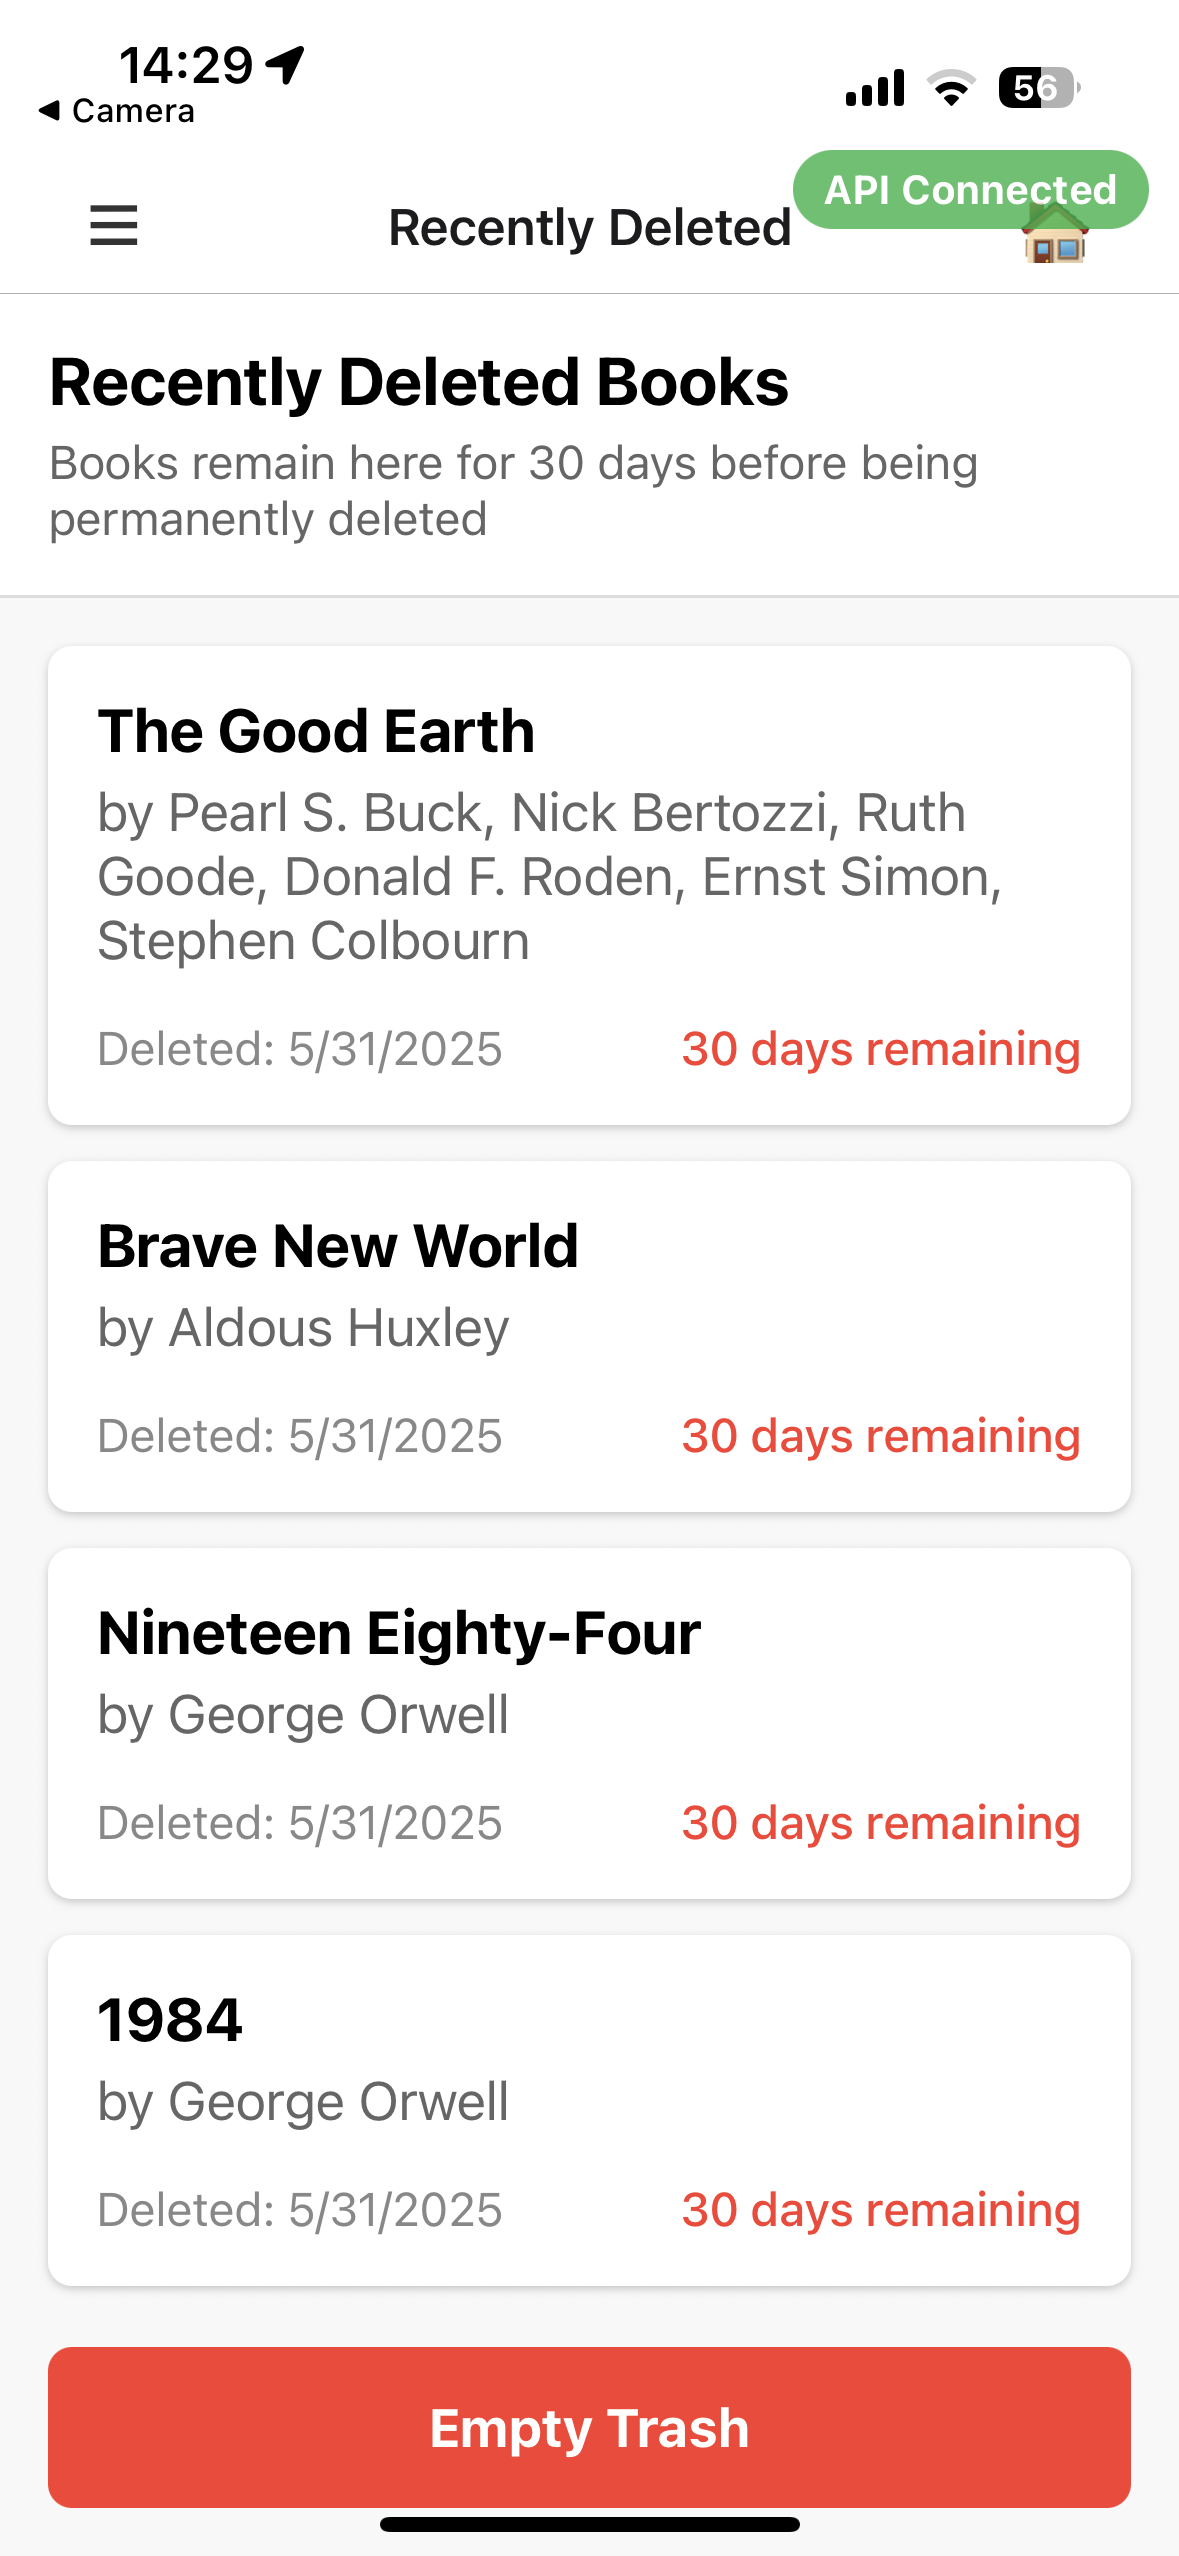 14:29
◀ Camera
56
API Connected
Recently Deleted
Recently Deleted Books
Books remain here for 30 days before being
permanently deleted
The Good Earth
by Pearl S. Buck, Nick Bertozzi, Ruth
Goode, Donald F. Roden, Ernst Simon,
Stephen Colbourn
Deleted: 5/31/2025 30 days remaining
Brave New World
by Aldous Huxley
Deleted: 5/31/2025 30 days remaining
Nineteen Eighty-Four
by George Orwell
Deleted: 5/31/2025 30 days remaining
1984
by George Orwell
Deleted: 5/31/2025 30 days remaining
Empty Trash